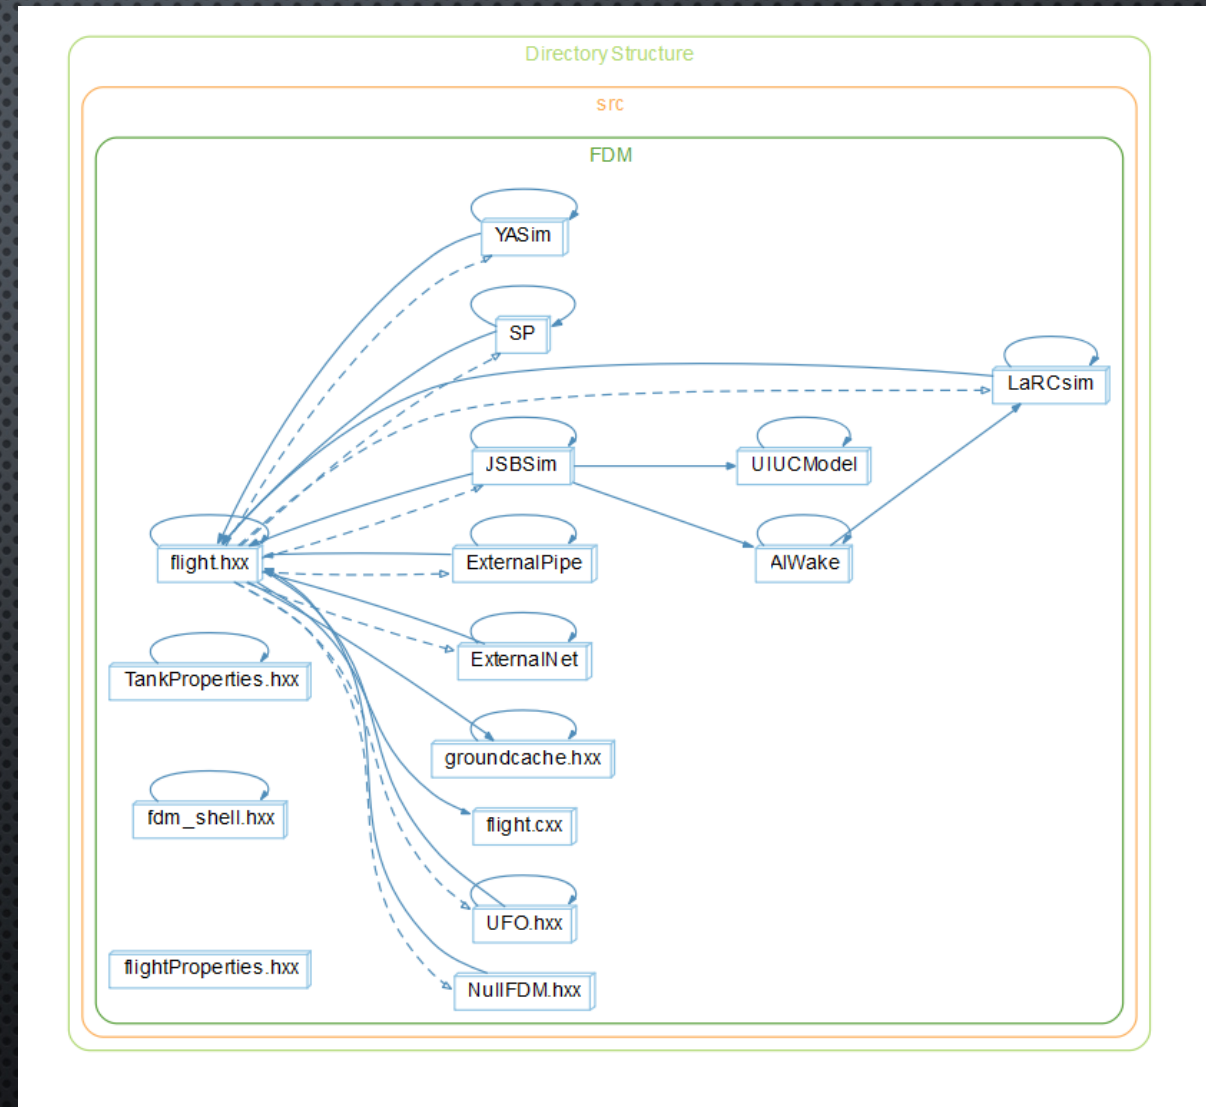 Directory Structure
src
FDM
YASim
SP
LaRCsim
JSBSim
UIUCModel
flight.hxx
ExternalPipe
AIWake
ExternalNet
TankProperties.hxx
groundcache.hxx
fdm_shell.hxx
flight.cxx
UFO.hxx
flightProperties.hxx
NullFDM.hxx